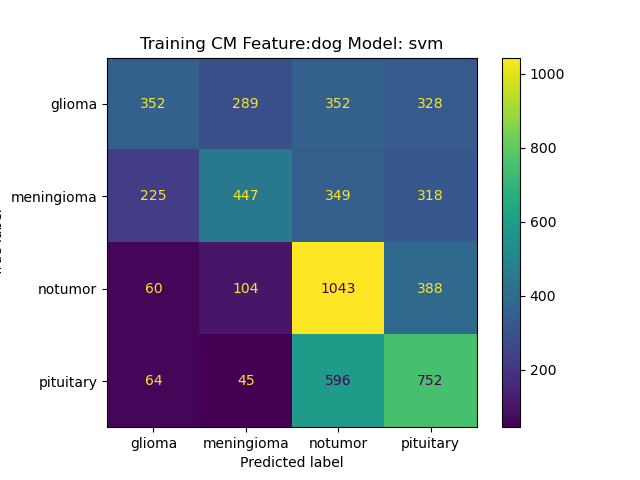 Training CM Feature:dog Model: svm
glioma 352 289 352 328
meningioma 225 447 349 318
notumor 60 104 1043 388
pituitary 64 45 596 752
glioma meningioma notumor pituitary
Predicted label
1000
800
600
400
200